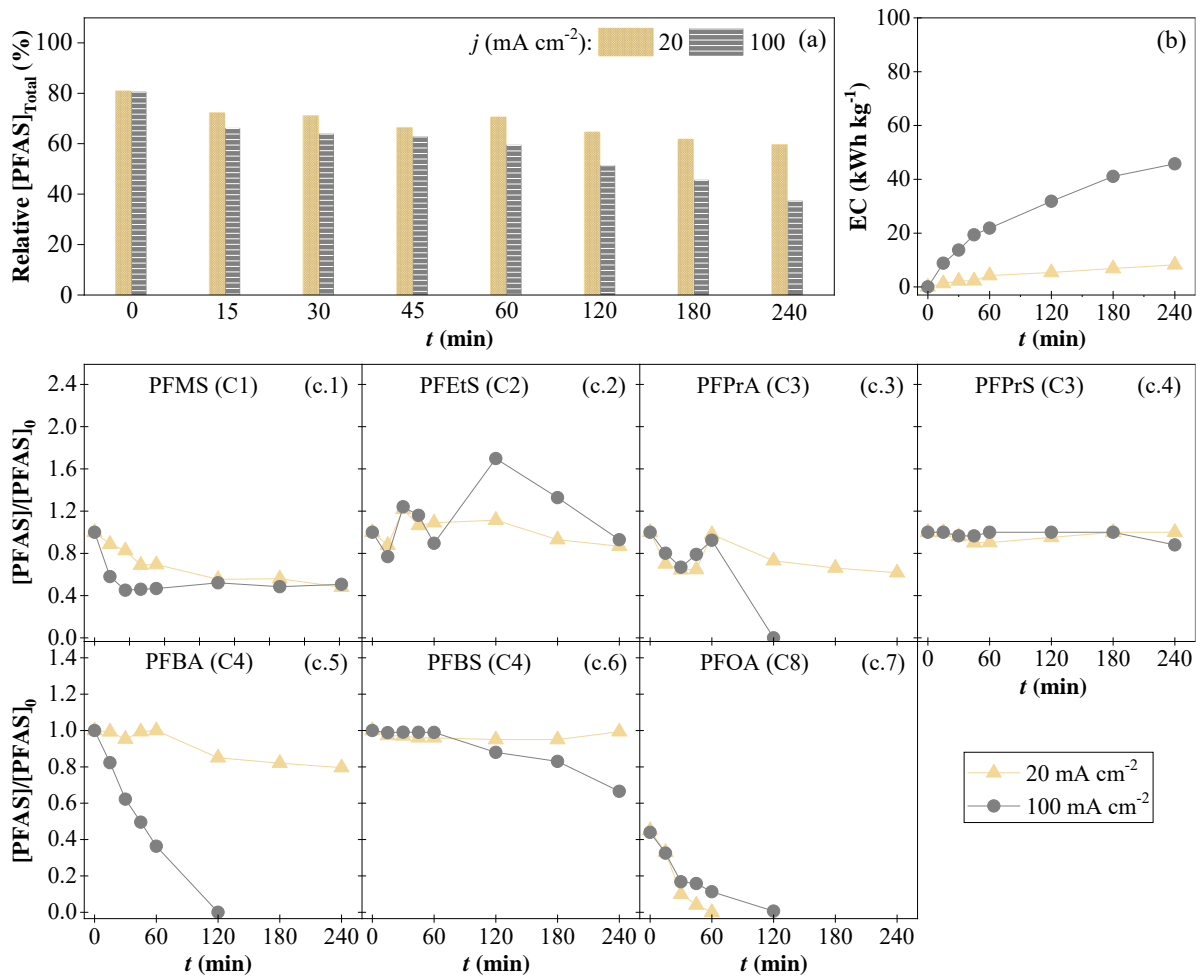 j (mA cm⁻²): 20 100 (a)
Relative [PFAS]Total (%)
100
80
60
40
20
0
0 15 30 45 60 120 180 240
t (min)
(b)
EC (kWh kg⁻¹)
100
80
60
40
20
0
0 60 120 180 240
t (min)
[PFAS]/[PFAS]₀
2.4
2.0
1.6
1.2
0.8
0.4
0.0
PFMS (C1) (c.1)
PFEtS (C2) (c.2)
PFPrA (C3) (c.3)
PFPrS (C3) (c.4)
0 60 120 180 240
t (min)
[PFAS]/[PFAS]₀
1.4
1.2
1.0
0.8
0.6
0.4
0.2
0.0
PFBA (C4) (c.5)
PFBS (C4) (c.6)
PFOA (C8) (c.7)
0 60 120 180 240
t (min)
0 60 120 180 240
t (min)
0 60 120 180 240
t (min)
20 mA cm⁻²
100 mA cm⁻²